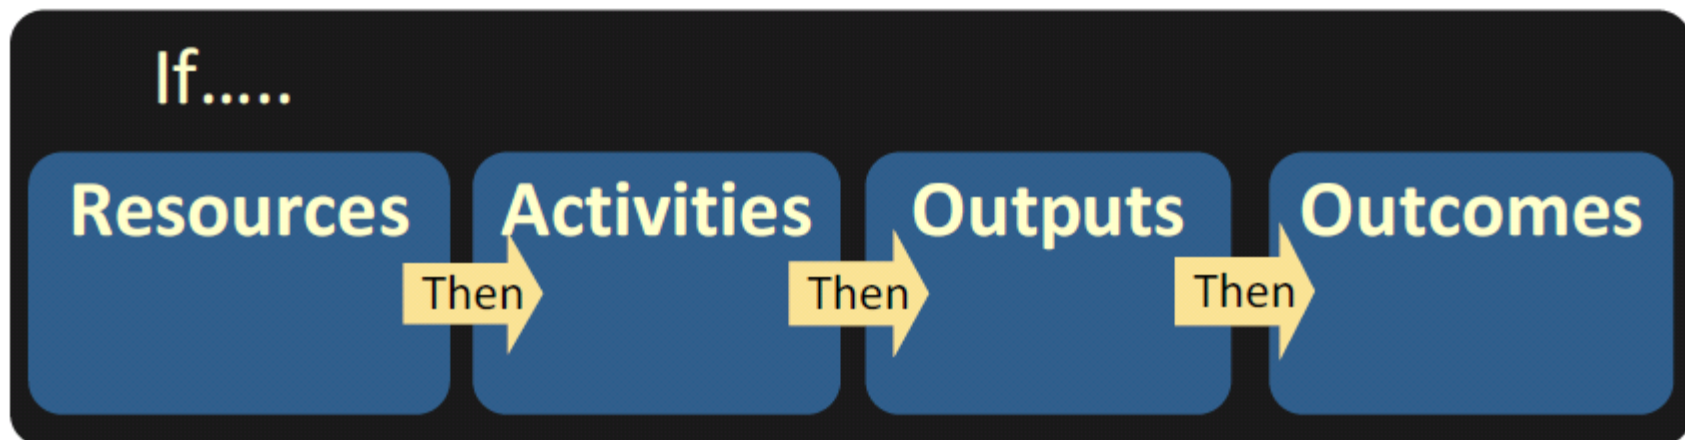 If.....
Resources Activities Outputs Outcomes
Then Then Then